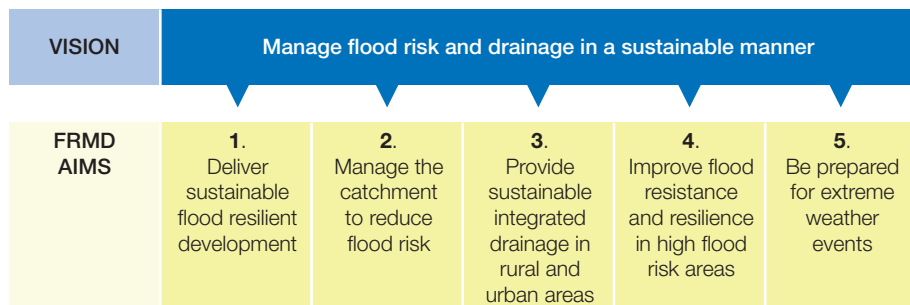 VISION
Manage flood risk and drainage in a sustainable manner
FRMD
AIMS
1.
Deliver
sustainable
flood resilient
development
2.
Manage the
catchment
to reduce
flood risk
3.
Provide
sustainable
integrated
drainage in
rural and
urban areas
4.
Improve flood
resistance
and resilience
in high flood
risk areas
5.
Be prepared
for extreme
weather
events